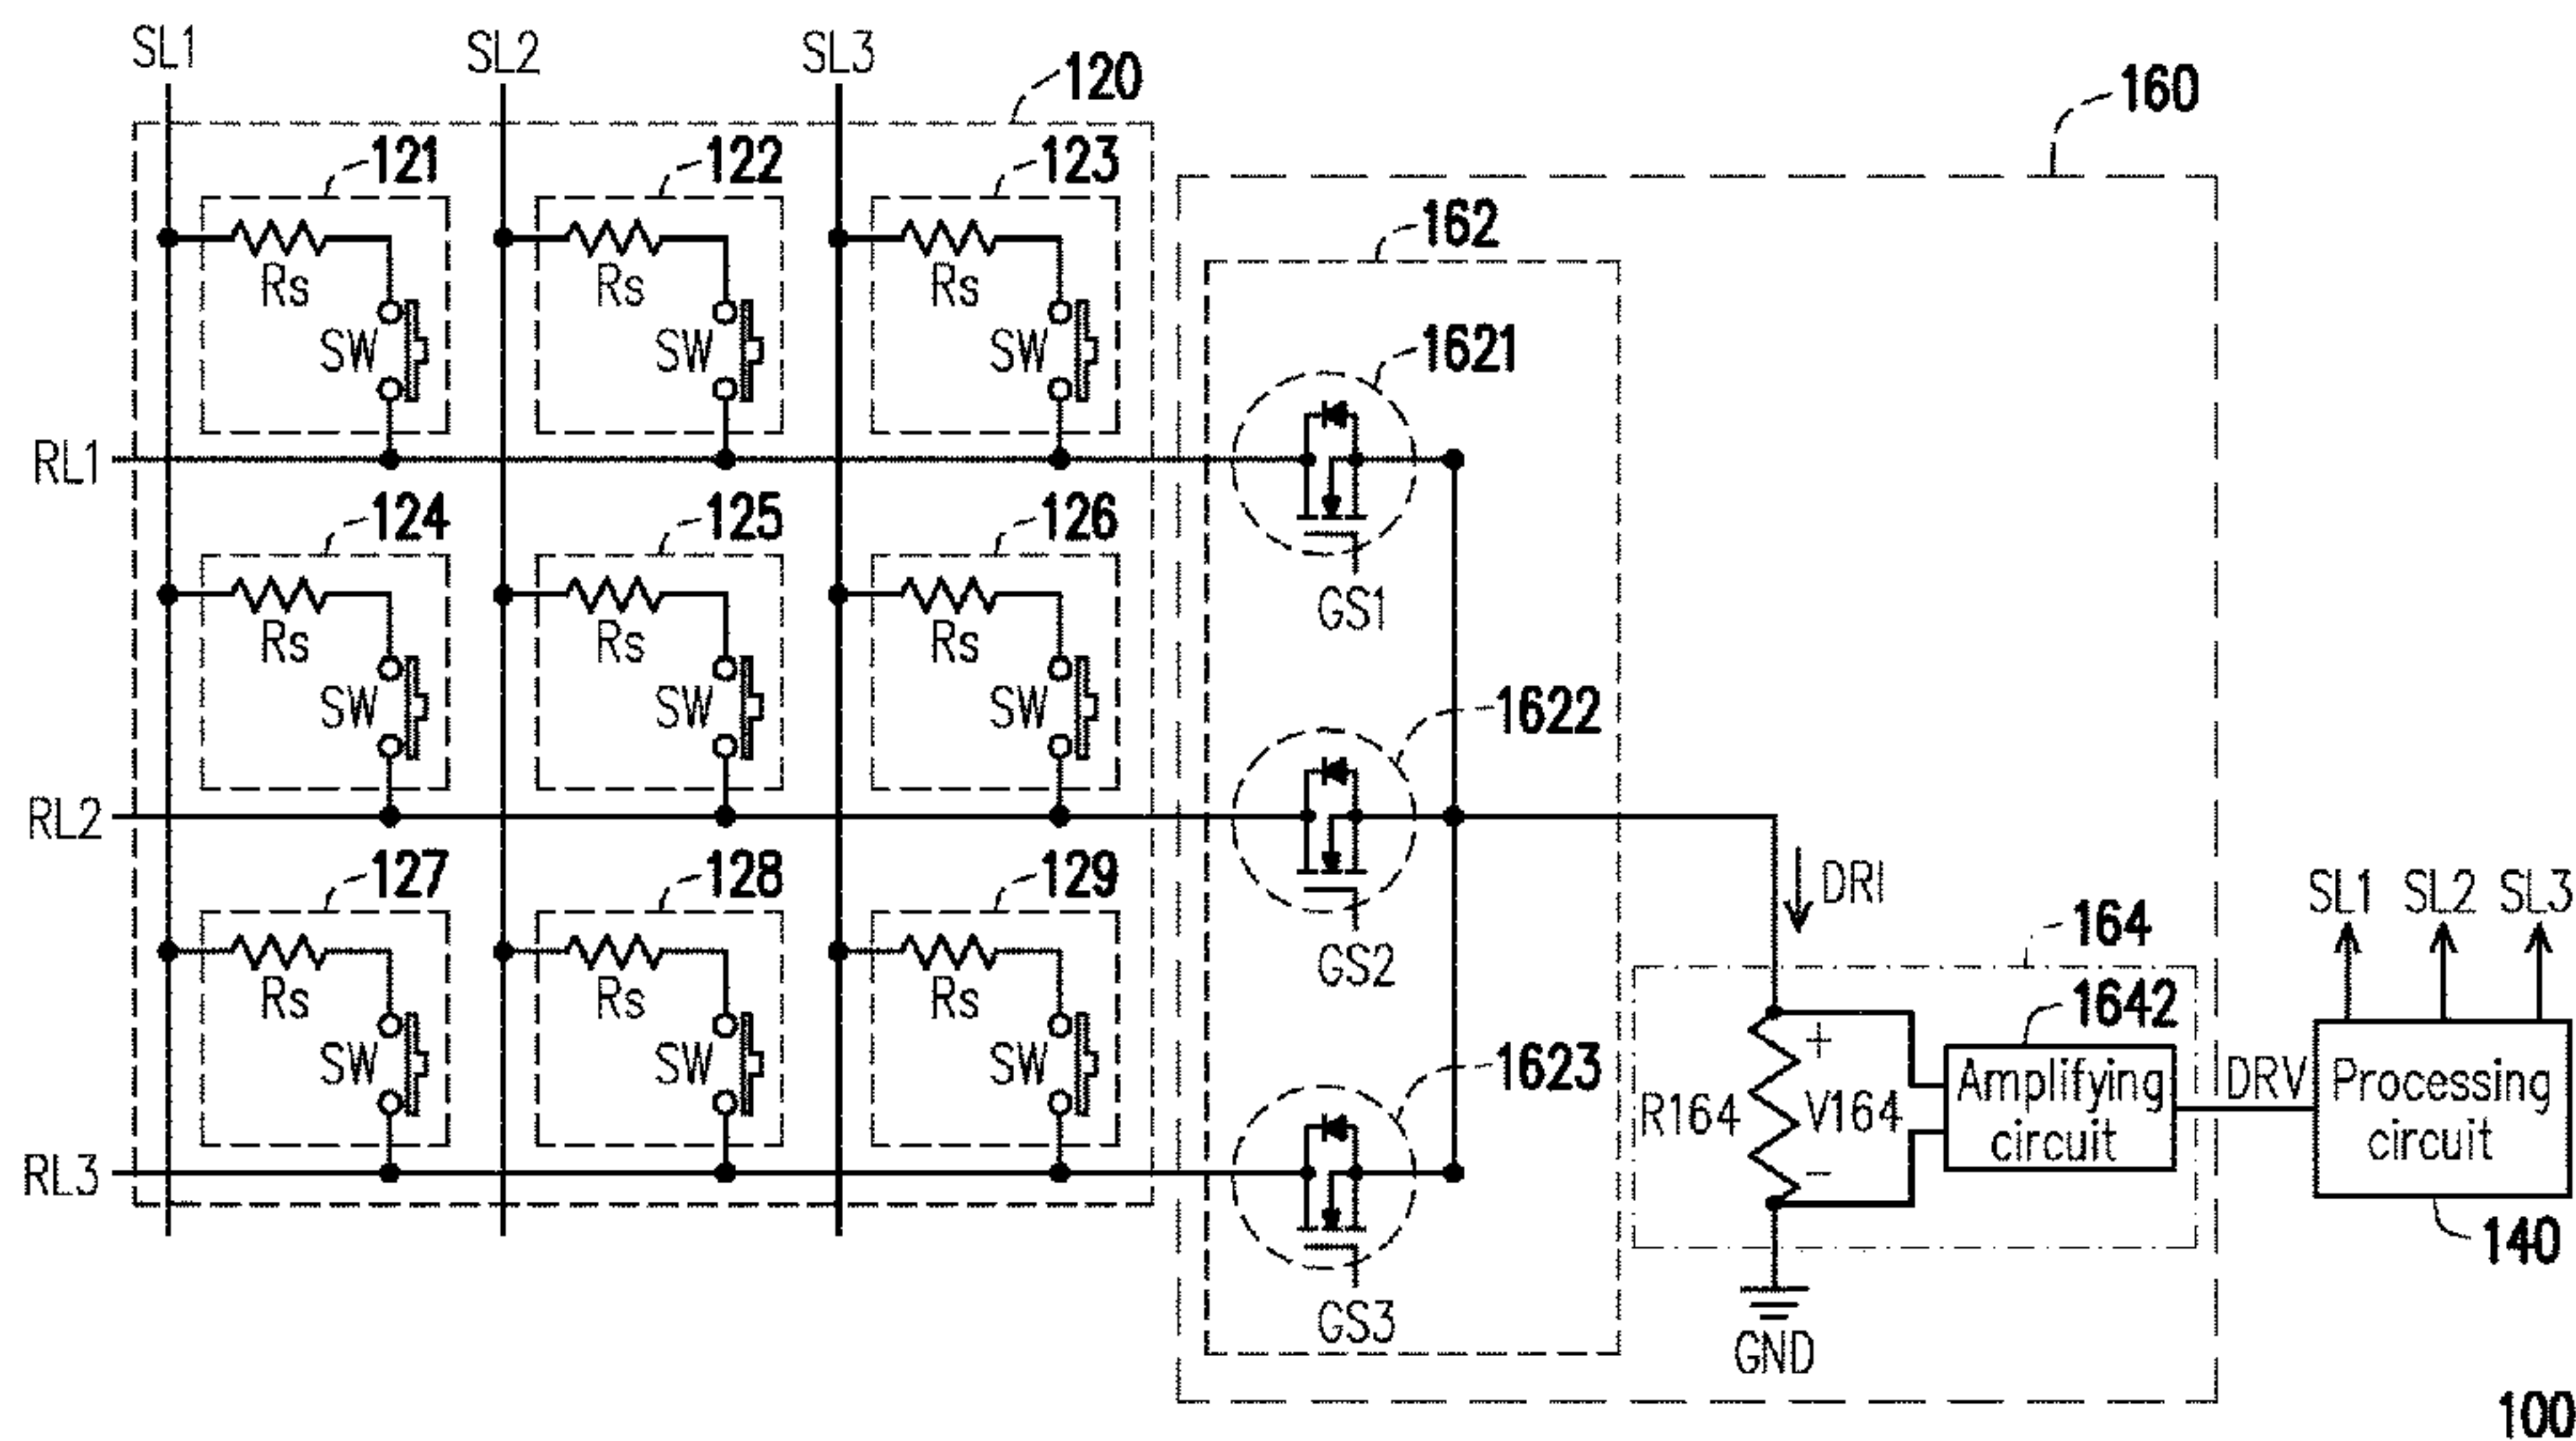 SL1 SL2 SL3
120
160
121 122 123
162
Rs Rs Rs
1621
SW SW SW
RL1
124 125 126
GS1
Rs Rs Rs
SW SW SW
1622
RL2
127 128 129
DRI
SL1 SL2 SL3
164
GS2
Rs Rs Rs
1642
SW SW SW
1623
+
R164 V164
−
Amplifying
circuit
DRV
Processing
circuit
RL3
140
GS3
GND
100